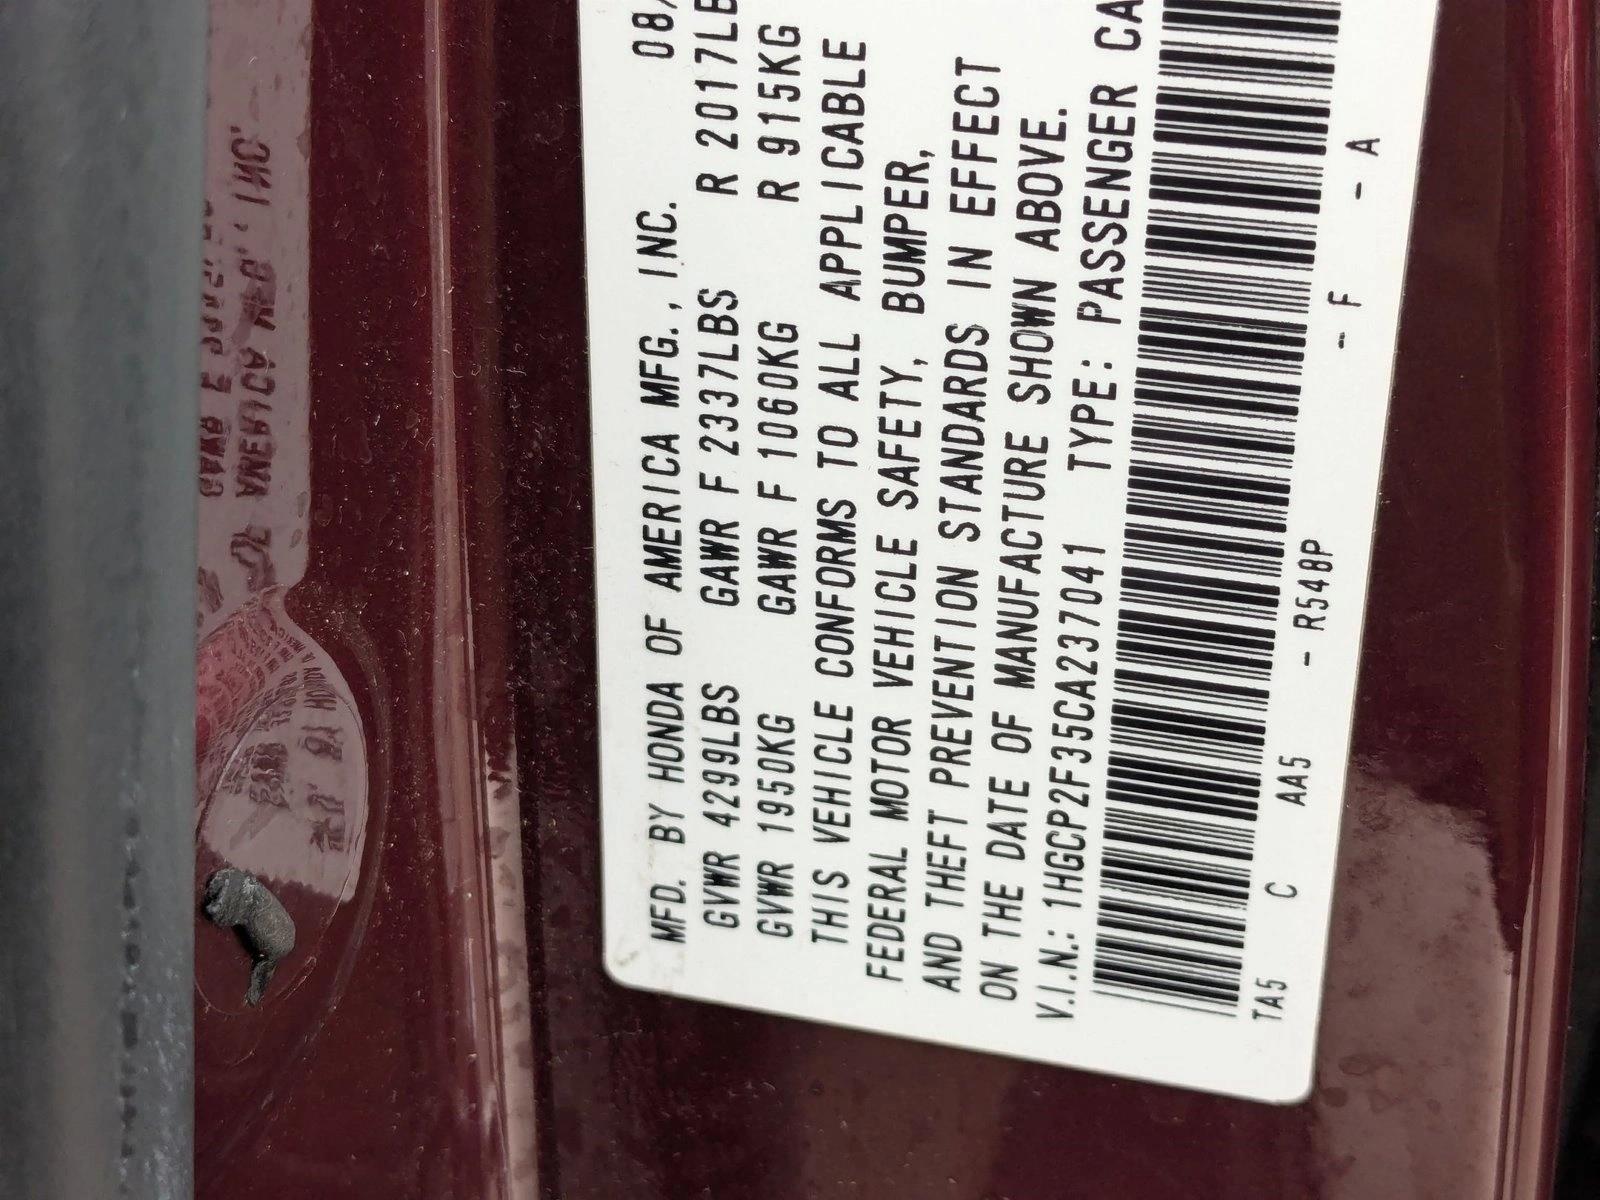 MFD. BY HONDA OF AMERICA MFG., INC. 08/
GVWR 4299LBS GAWR F 2337LBS R 2017LB
GVWR 1950KG GAWR F 1060KG R 915KG
THIS VEHICLE CONFORMS TO ALL APPLICABLE
FEDERAL MOTOR VEHICLE SAFETY, BUMPER,
AND THEFT PREVENTION STANDARDS IN EFFECT
ON THE DATE OF MANUFACTURE SHOWN ABOVE.
V.I.N.: 1HGCP2F35CA237041 TYPE: PASSENGER CA
TA5 C AA5 - R548P -- F - A